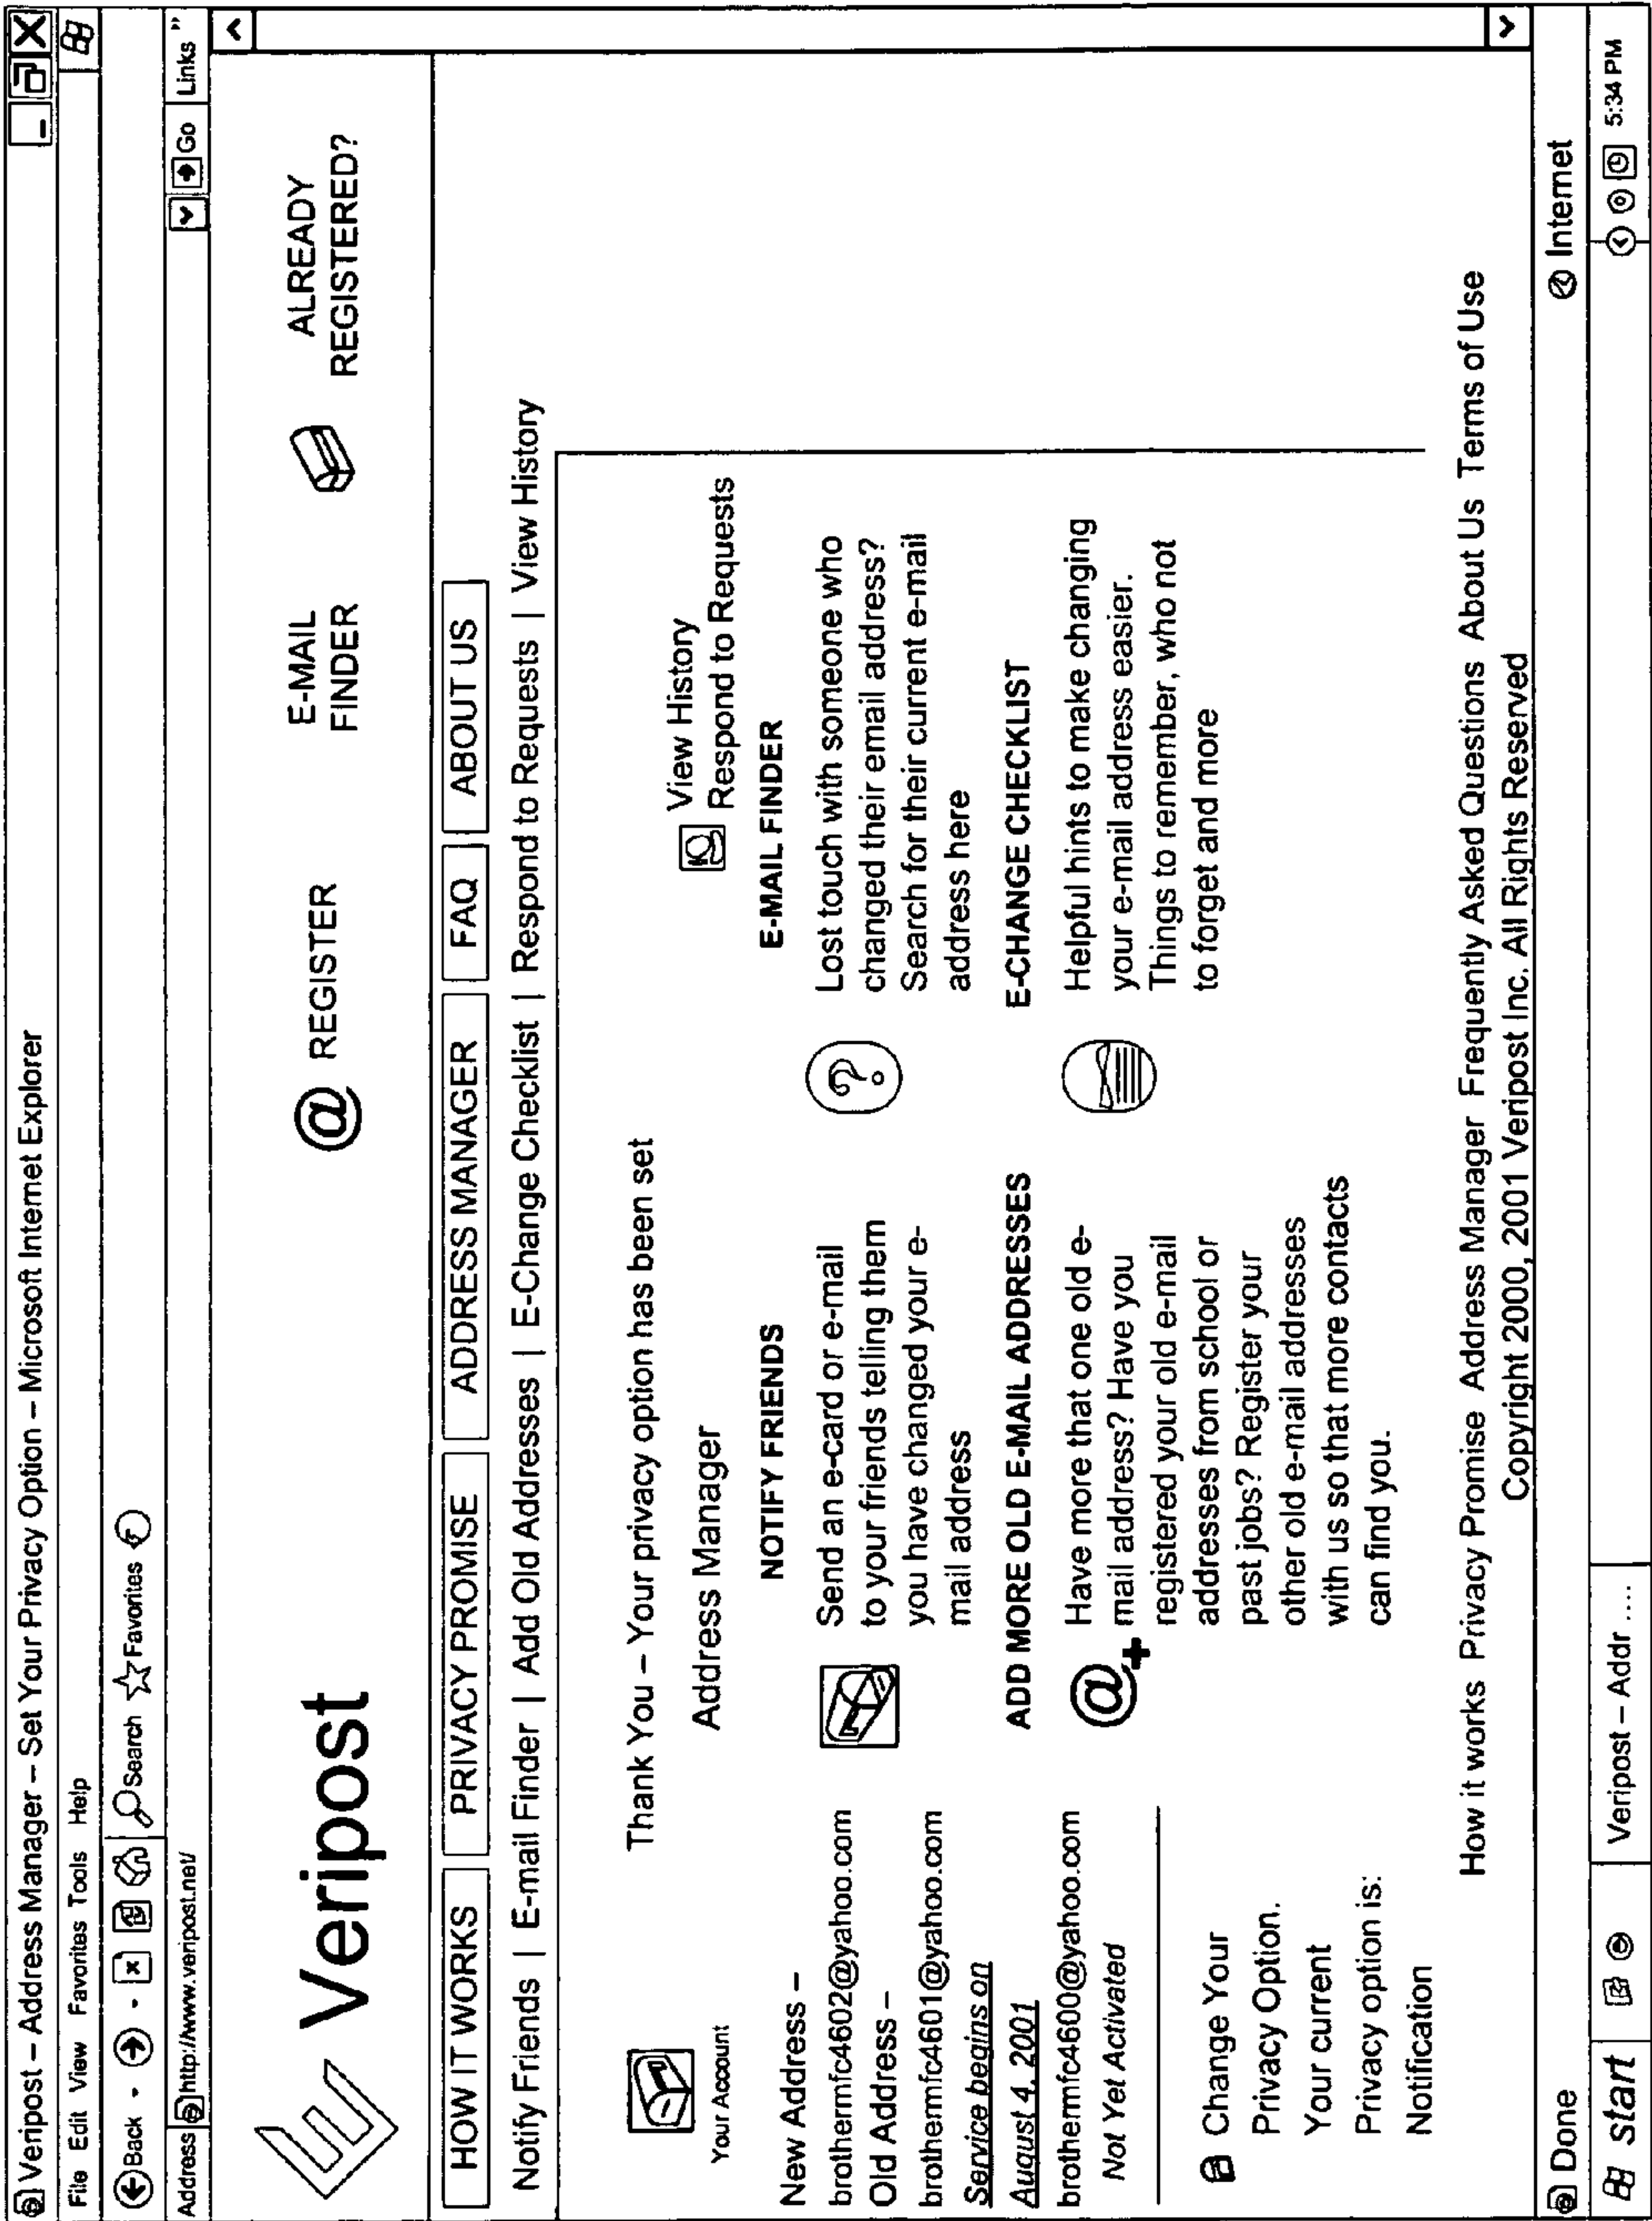 Veripost – Address Manager – Set Your Privacy Option – Microsoft Internet Explorer
File Edit View Favorites Tools Help
Back Search Favorites
Address http://www.veripost.net/ Go Links "
Veripost
@ REGISTER
E-MAIL
FINDER
ALREADY
REGISTERED?
HOW IT WORKS PRIVACY PROMISE ADDRESS MANAGER FAQ ABOUT US
Notify Friends | E-mail Finder | Add Old Addresses | E-Change Checklist | Respond to Requests | View History
Thank You – Your privacy option has been set
Your Account
Address Manager
View History
Respond to Requests
New Address –
brothermfc4602@yahoo.com
Old Address –
brothermfc4601@yahoo.com
Service begins on
August 4, 2001
brothermfc4600@yahoo.com
Not Yet Activated
Change Your
Privacy Option.
Your current
Privacy option is:
Notification
NOTIFY FRIENDS
Send an e-card or e-mail
to your friends telling them
you have changed your e-
mail address
ADD MORE OLD E-MAIL ADDRESSES
@+
Have more that one old e-
mail address? Have you
registered your old e-mail
addresses from school or
past jobs? Register your
other old e-mail addresses
with us so that more contacts
can find you.
E-MAIL FINDER
?
Lost touch with someone who
changed their email address?
Search for their current e-mail
address here
E-CHANGE CHECKLIST
Helpful hints to make changing
your e-mail address easier.
Things to remember, who not
to forget and more
How it works Privacy Promise Address Manager Frequently Asked Questions About Us Terms of Use
Copyright 2000, 2001 Veripost Inc. All Rights Reserved
Done Internet
start Veripost – Addr .... 5:34 PM